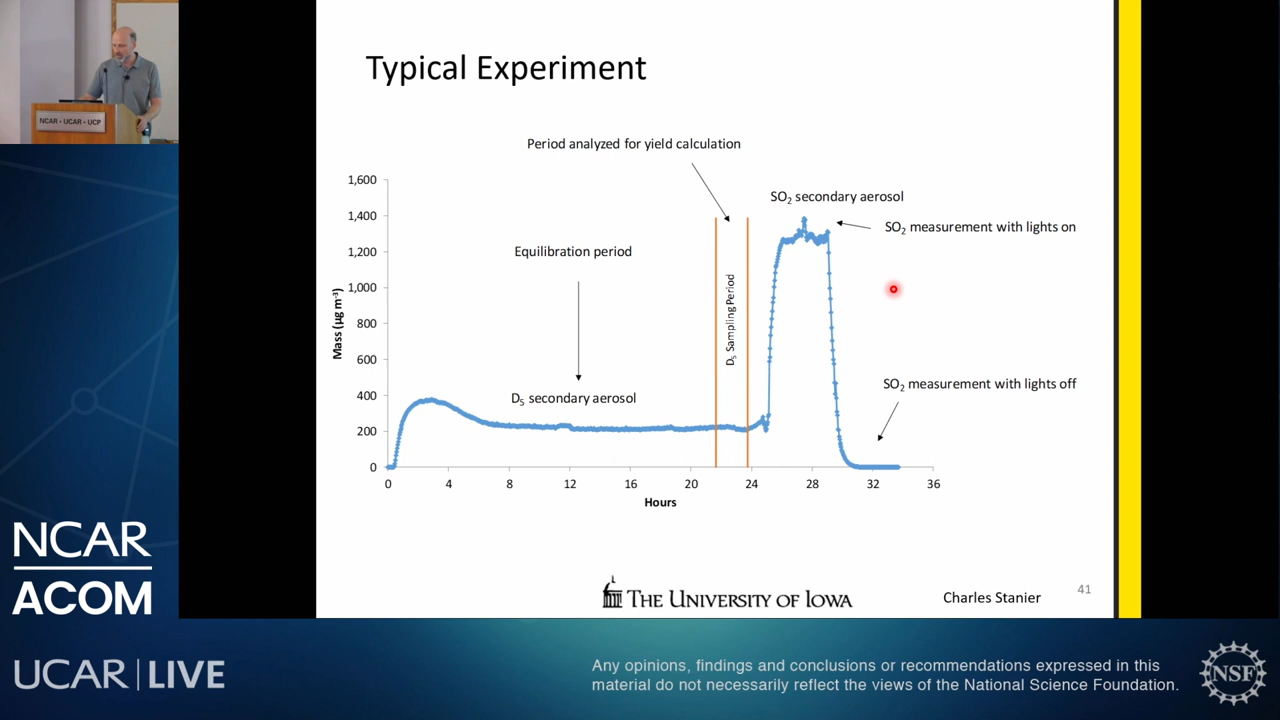 Typical Experiment
Period analyzed for yield calculation
SO2 secondary aerosol
SO2 measurement with lights on
Equilibration period
D5 Sampling Period
D5 secondary aerosol
SO2 measurement with lights off
Mass (µg m-3)
1,600
1,400
1,200
1,000
800
600
400
200
0
0 4 8 12 16 20 24 28 32 36
Hours
THE UNIVERSITY OF IOWA
Charles Stanier
41
NCAR • UCAR • UCP
NCAR
ACOM
UCAR | LIVE
Any opinions, findings and conclusions or recommendations expressed in this
material do not necessarily reflect the views of the National Science Foundation.
NSF